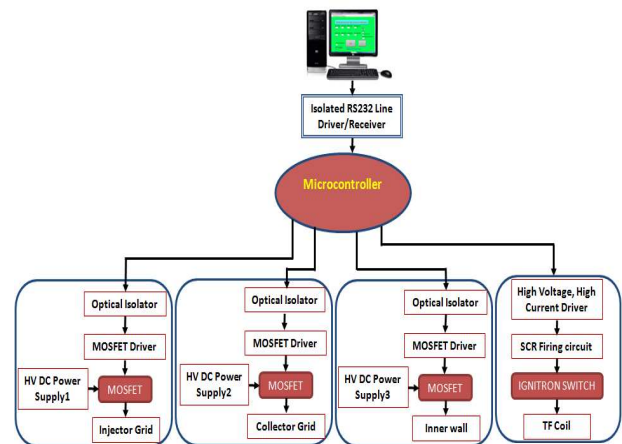 Isolated RS232 Line
Driver/Receiver
Microcontroller
Optical Isolator
MOSFET Driver
HV DC Power
Supply1
MOSFET
Injector Grid
Optical Isolator
MOSFET Driver
HV DC Power
Supply2
MOSFET
Collector Grid
Optical Isolator
MOSFET Driver
HV DC Power
Supply3
MOSFET
Inner wall
High Voltage, High
Current Driver
SCR Firing circuit
IGNITRON SWITCH
TF Coil